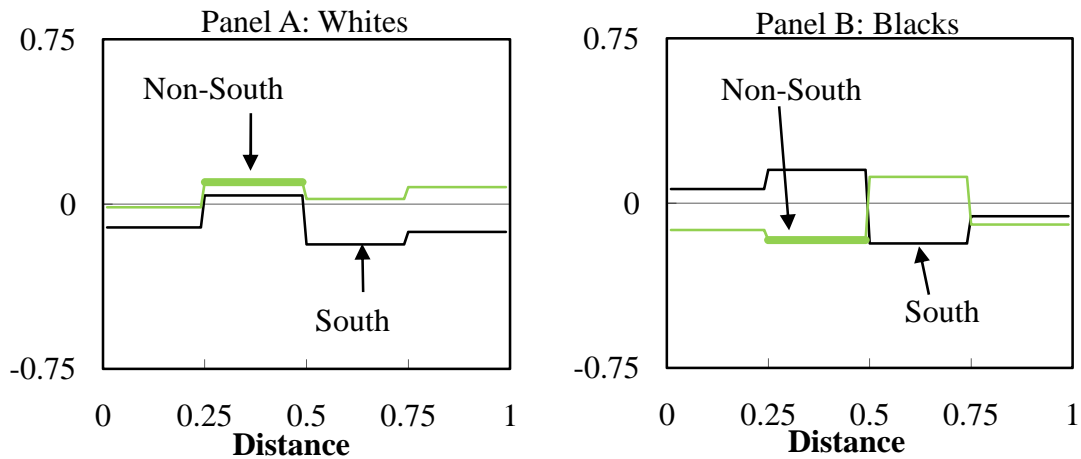 Panel A: Whites
0.75
Non-South
0
South
-0.75
0 0.25 0.5 0.75 1
Distance
Panel B: Blacks
0.75
Non-South
0
South
-0.75
0 0.25 0.5 0.75 1
Distance